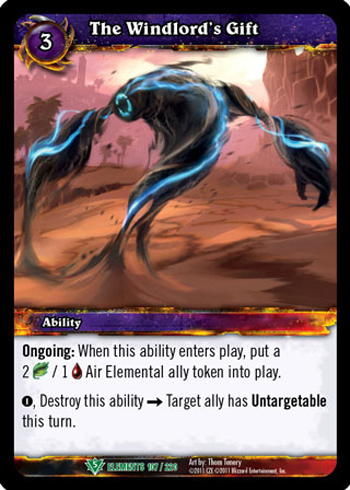 3
The Windlord's Gift
Ability
Ongoing: When this ability enters play, put a
2 / 1 Air Elemental ally token into play.
1, Destroy this ability ➞ Target ally has Untargetable
this turn.
ELEMENTS 107/220
Art by: Thom Tenery
©2011 CZE ©2011 Blizzard Entertainment, Inc.